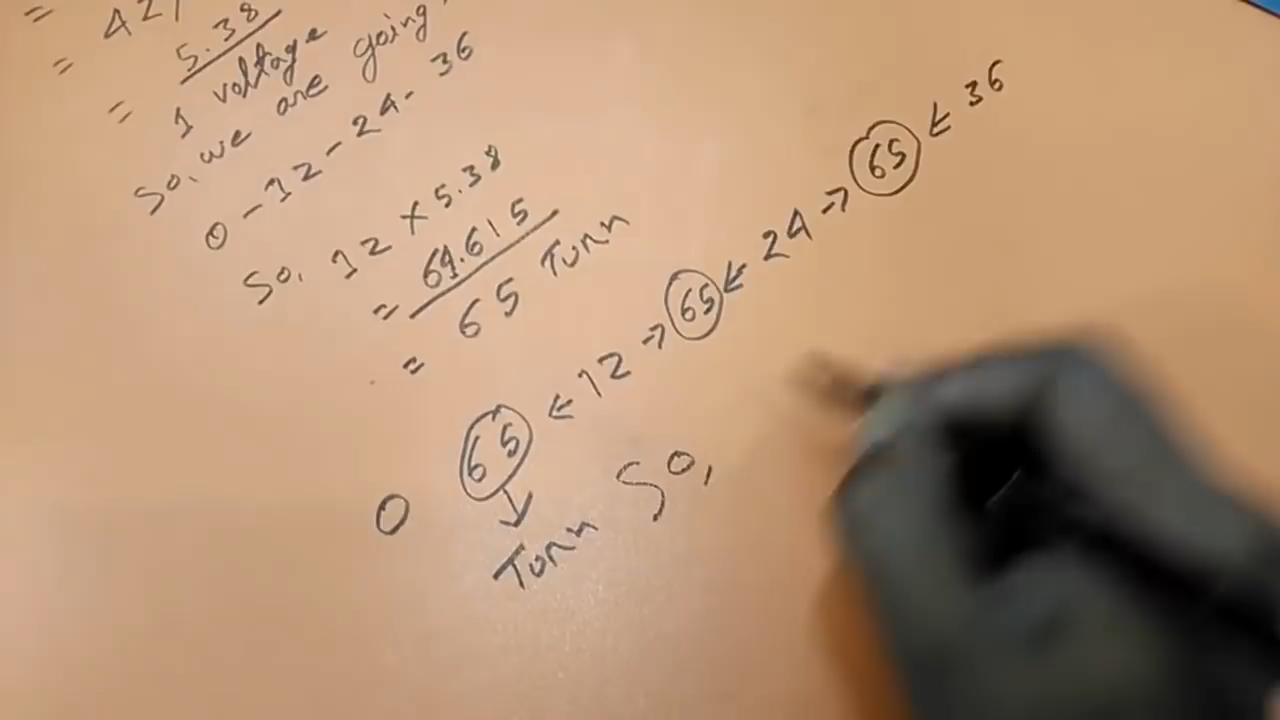 =
= 42
= 5.38
1 voltage
So, we are going
0-12-24-36
So, 12 × 5.38
= 64.615
= 65 Turn
0 65 ← 12 → 65 ← 24 → 65 ← 36
↓
Turn So,